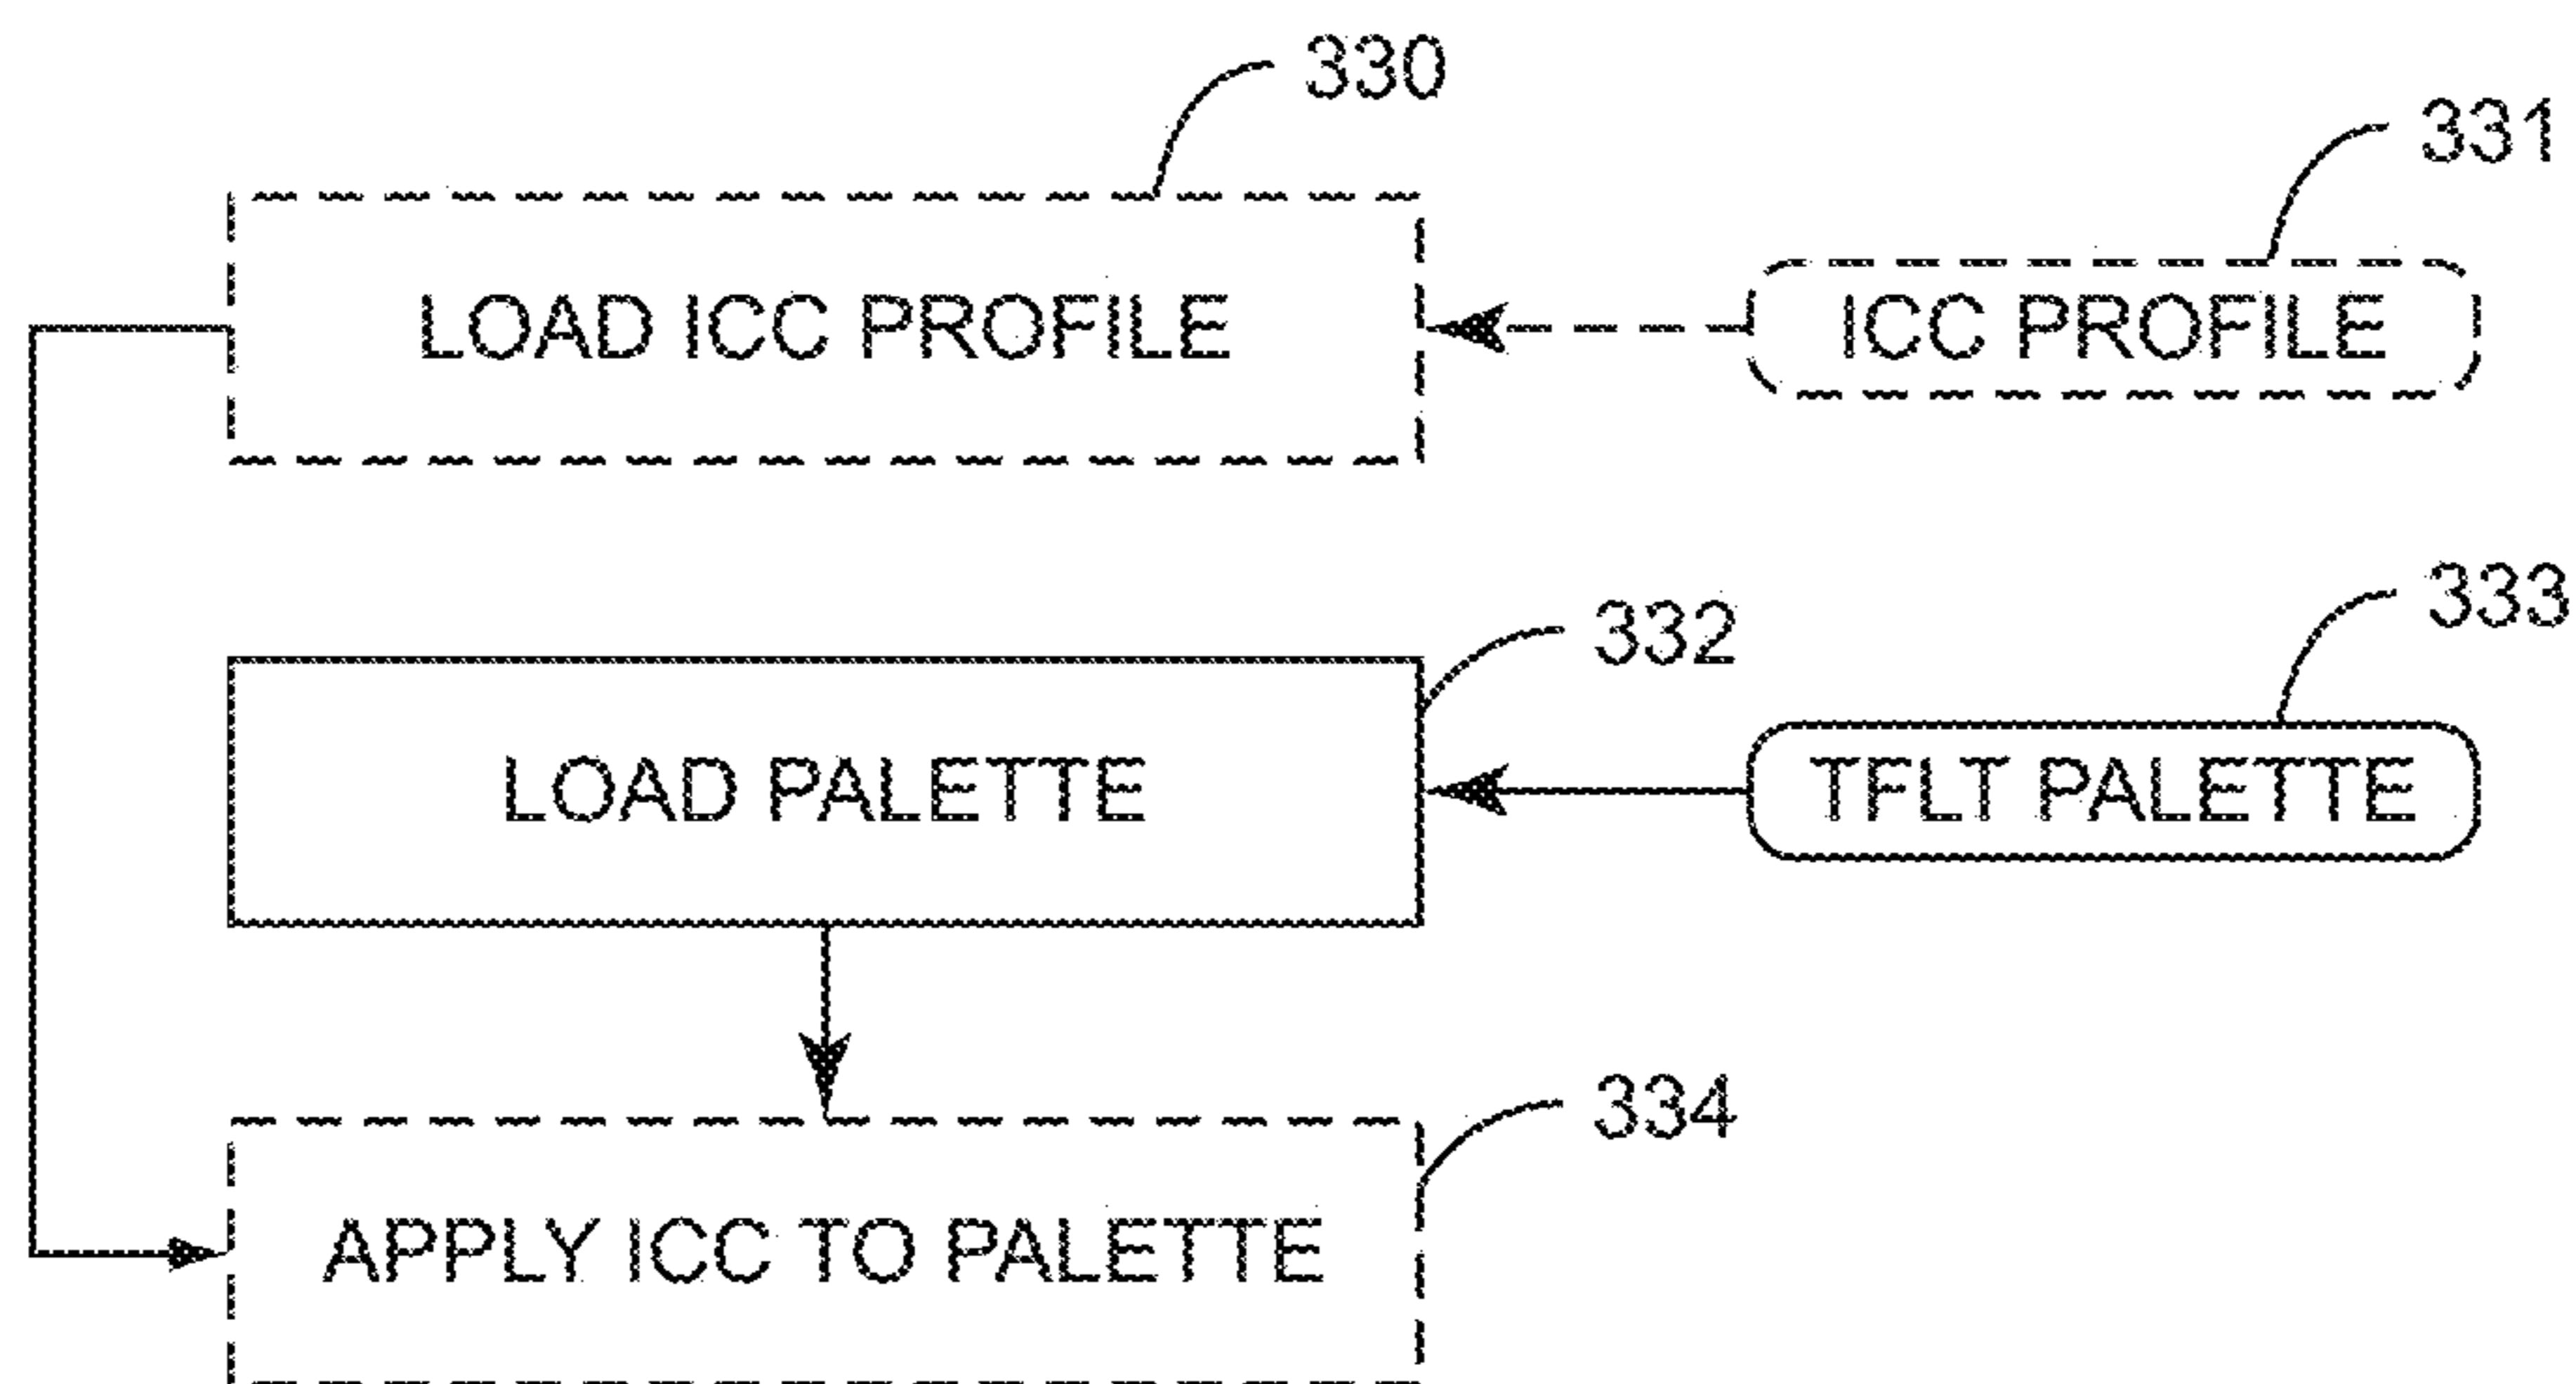 330
331
LOAD ICC PROFILE
ICC PROFILE
332
333
LOAD PALETTE
TFLT PALETTE
334
APPLY ICC TO PALETTE